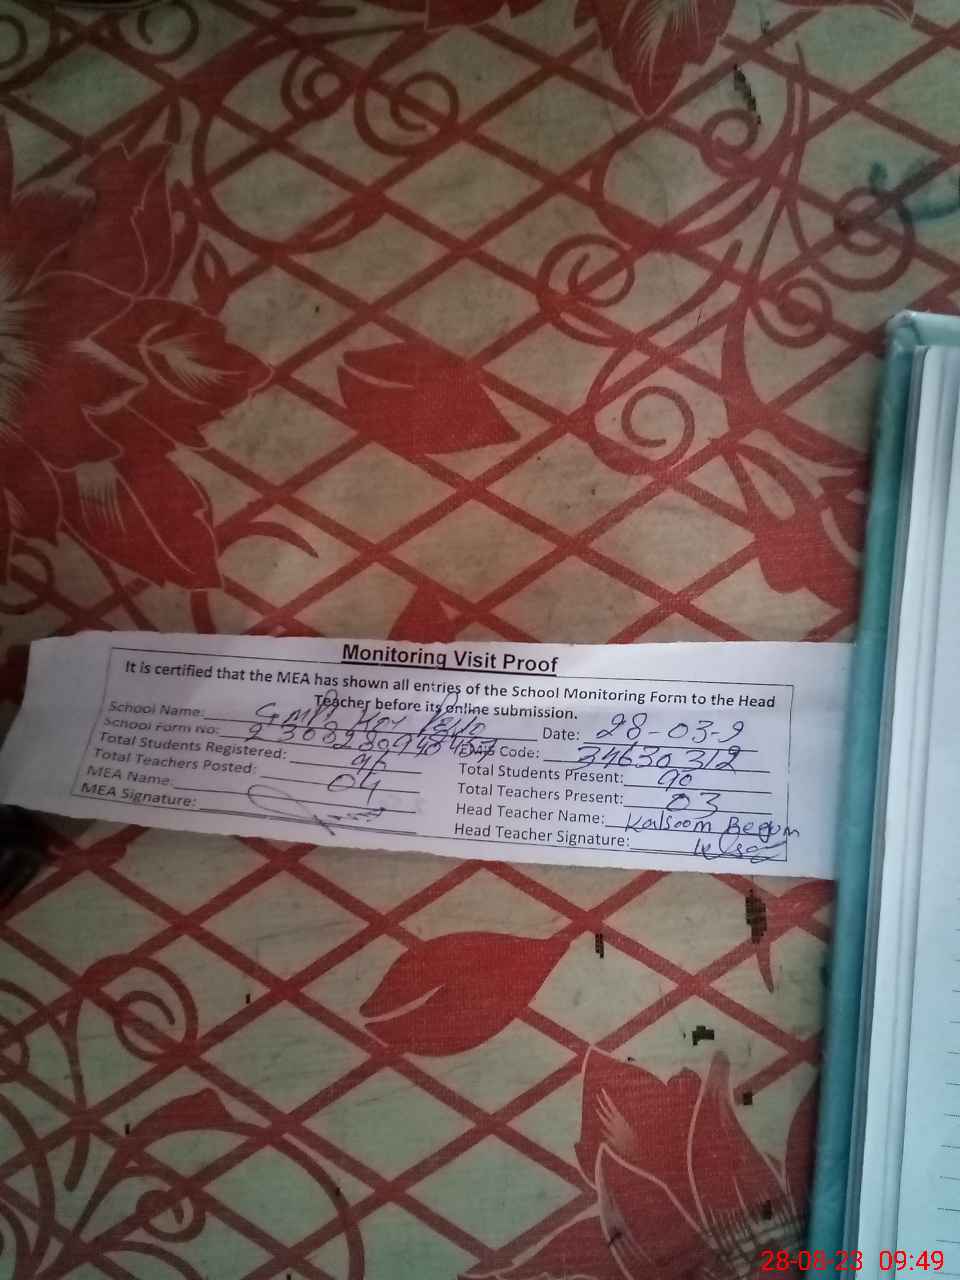 Monitoring Visit Proof
It is certified that the MEA has shown all entries of the School Monitoring Form to the Head
Teacher before its online submission.
School Name: Date: 28-03-2
School Form No: EMIS Code: 34630312
Total Students Registered: Total Students Present: 90
Total Teachers Posted: 04 Total Teachers Present: 03
MEA Name: Head Teacher Name: Kalsoom Begum
MEA Signature: Head Teacher Signature:
28-08-23 09:49